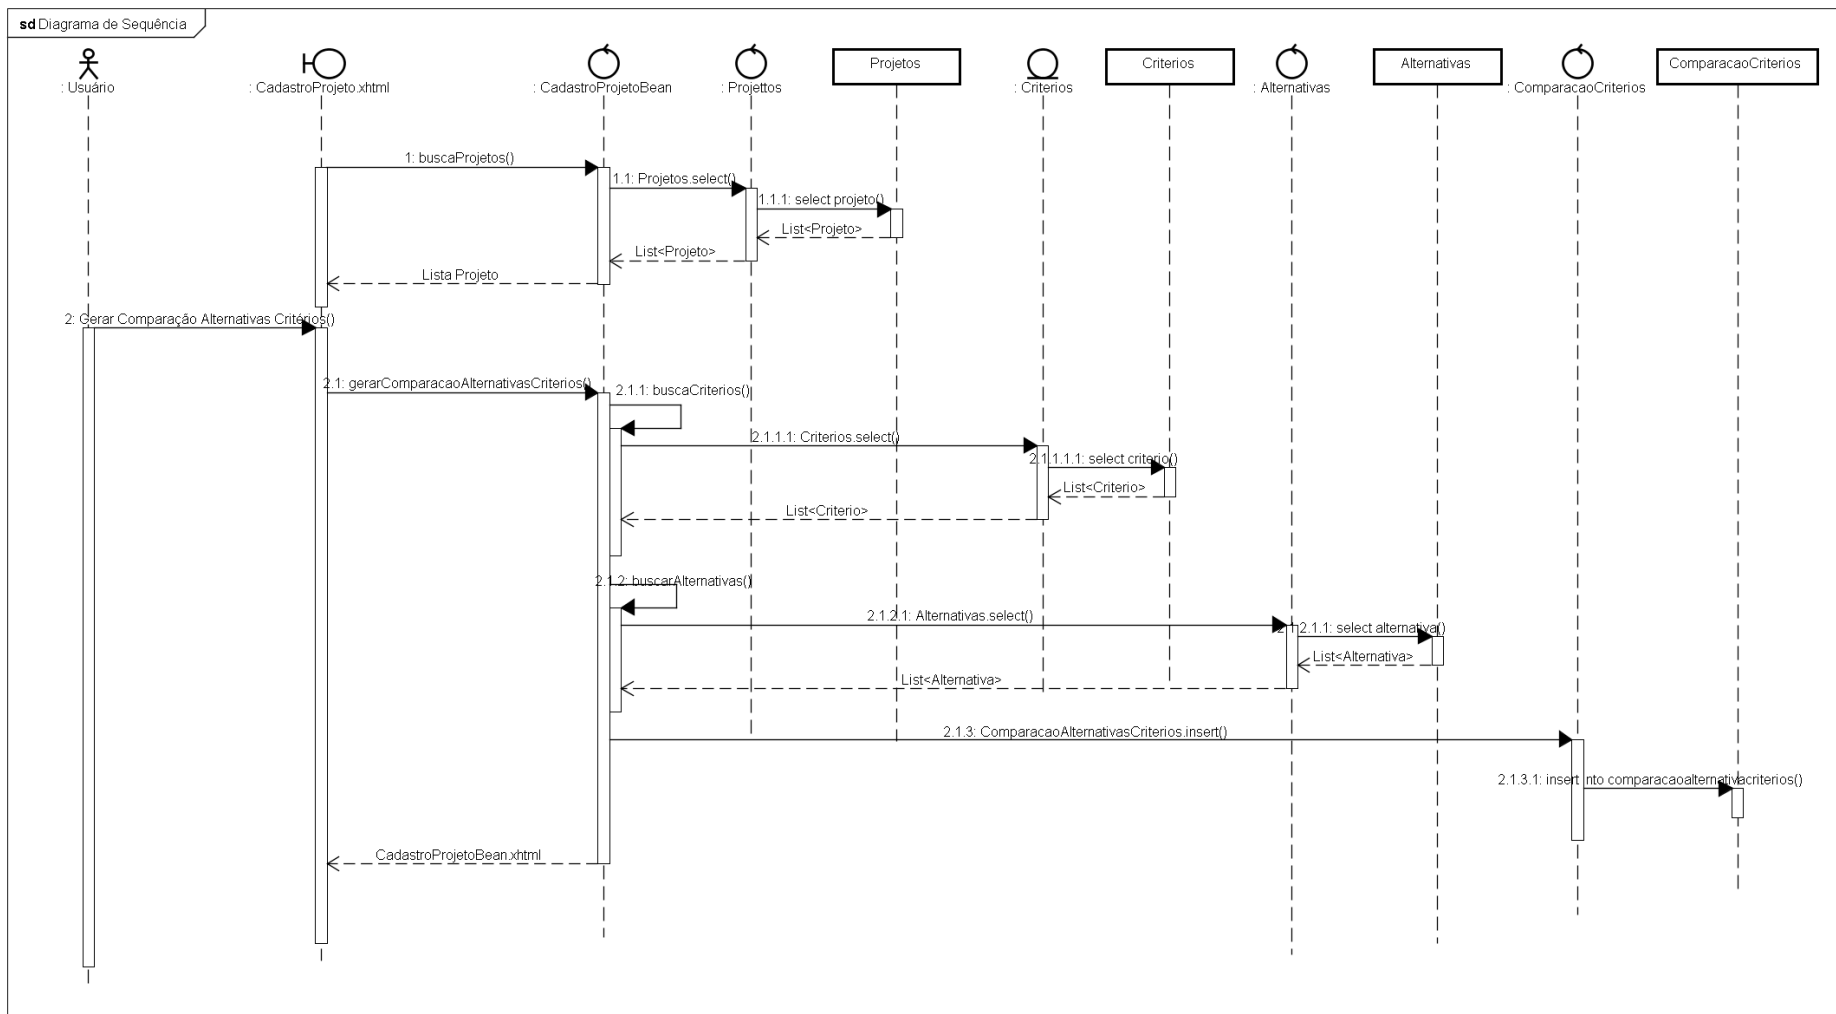 sd Diagrama de Sequência
: Usuário
: CadastroProjeto.xhtml
: CadastroProjetoBean
: Projettos
Projetos
: Criterios
Criterios
: Alternativas
Alternativas
: ComparacaoCriterios
ComparacaoCriterios
1: buscaProjetos()
1.1: Projetos.select()
1.1.1: select projeto()
List<Projeto>
List<Projeto>
Lista Projeto
2: Gerar Comparação Alternativas Critérios()
2.1: gerarComparacaoAlternativasCriterios()
2.1.1: buscaCriterios()
2.1.1.1: Criterios.select()
2.1.1.1.1: select criterio()
List<Criterio>
List<Criterio>
2.1.2: buscarAlternativas()
2.1.2.1: Alternativas.select()
2.1.2.1.1: select alternativa()
List<Alternativa>
List<Alternativa>
2.1.3: ComparacaoAlternativasCriterios.insert()
2.1.3.1: insert into comparacaoalternativacriterios()
CadastroProjetoBean.xhtml